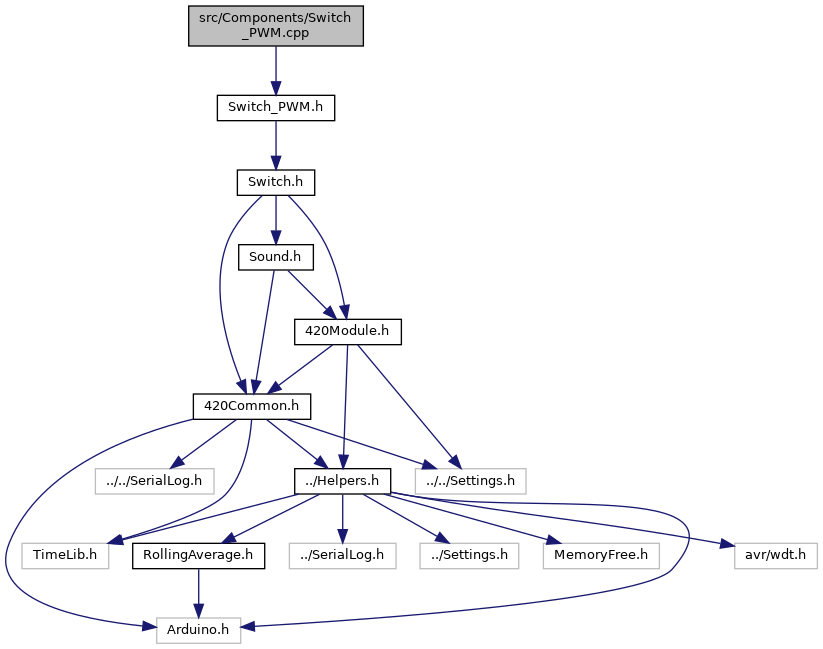 src/Components/Switch
_PWM.cpp
Switch_PWM.h
Switch.h
Sound.h
420Module.h
420Common.h
../../SerialLog.h
../Helpers.h
../../Settings.h
TimeLib.h
RollingAverage.h
../SerialLog.h
../Settings.h
MemoryFree.h
avr/wdt.h
Arduino.h